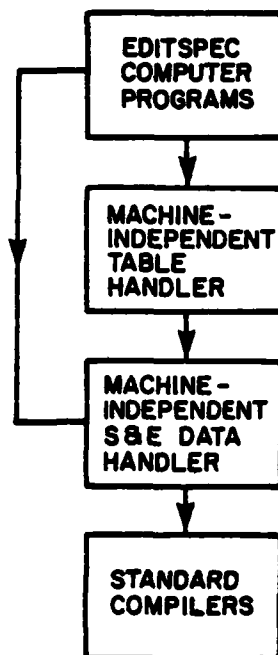 EDITSPEC
COMPUTER
PROGRAMS
MACHINE-
INDEPENDENT
TABLE
HANDLER
MACHINE-
INDEPENDENT
S&E DATA
HANDLER
STANDARD
COMPILERS